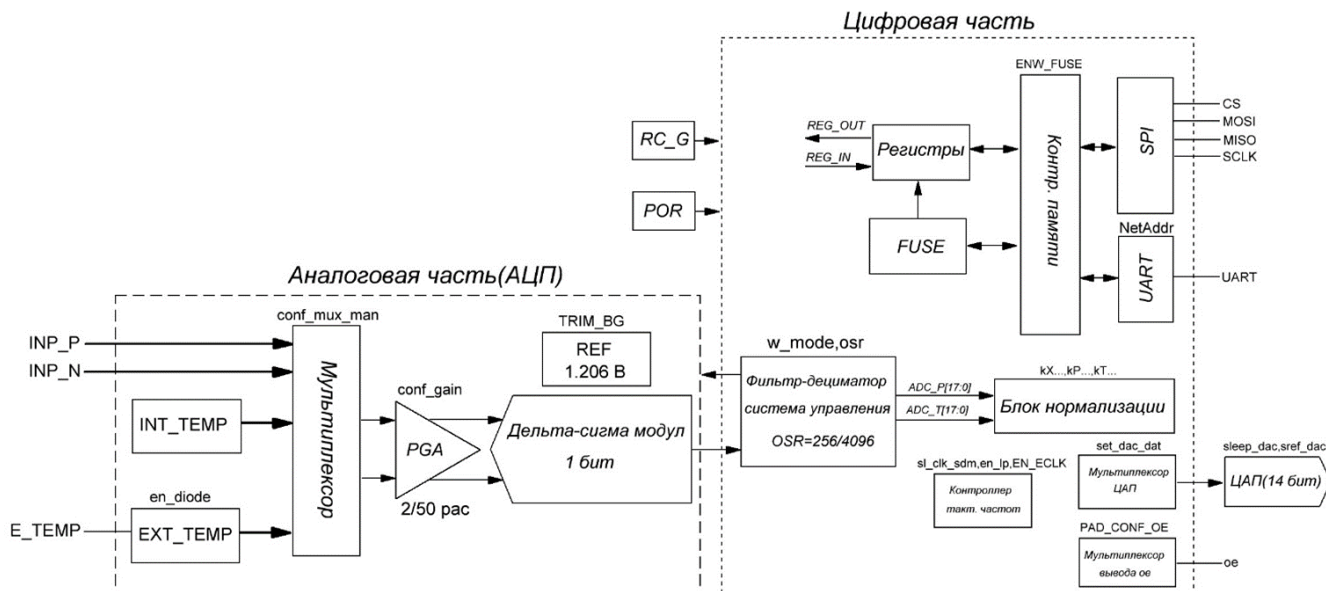 Цифровая часть
ENW_FUSE
RC_G
REG_OUT
REG_IN
Регистры
Контр. памяти
SPI
CS
MOSI
MISO
SCLK
POR
FUSE
NetAddr
UART
UART
Аналоговая часть(АЦП)
conf_mux_man
INP_P
INP_N
Мультиплексор
INT_TEMP
en_diode
E_TEMP
EXT_TEMP
conf_gain
PGA
2/50 рас
TRIM_BG
REF
1.206 В
Дельта-сигма модул
1 бит
w_mode,osr
Фильтр-дециматор
система управления
OSR=256/4096
ADC_P[17:0]
ADC_T[17:0]
kX...,kP...,kT...
Блок нормализации
sl_clk_sdm,en_lp,EN_ECLK
Контроллер
такт. частот
set_dac_dat
Мультиплексор
ЦАП
sleep_dac,sref_dac
ЦАП(14 бит)
PAD_CONF_OE
Мультиплексор
вывода ое
oe